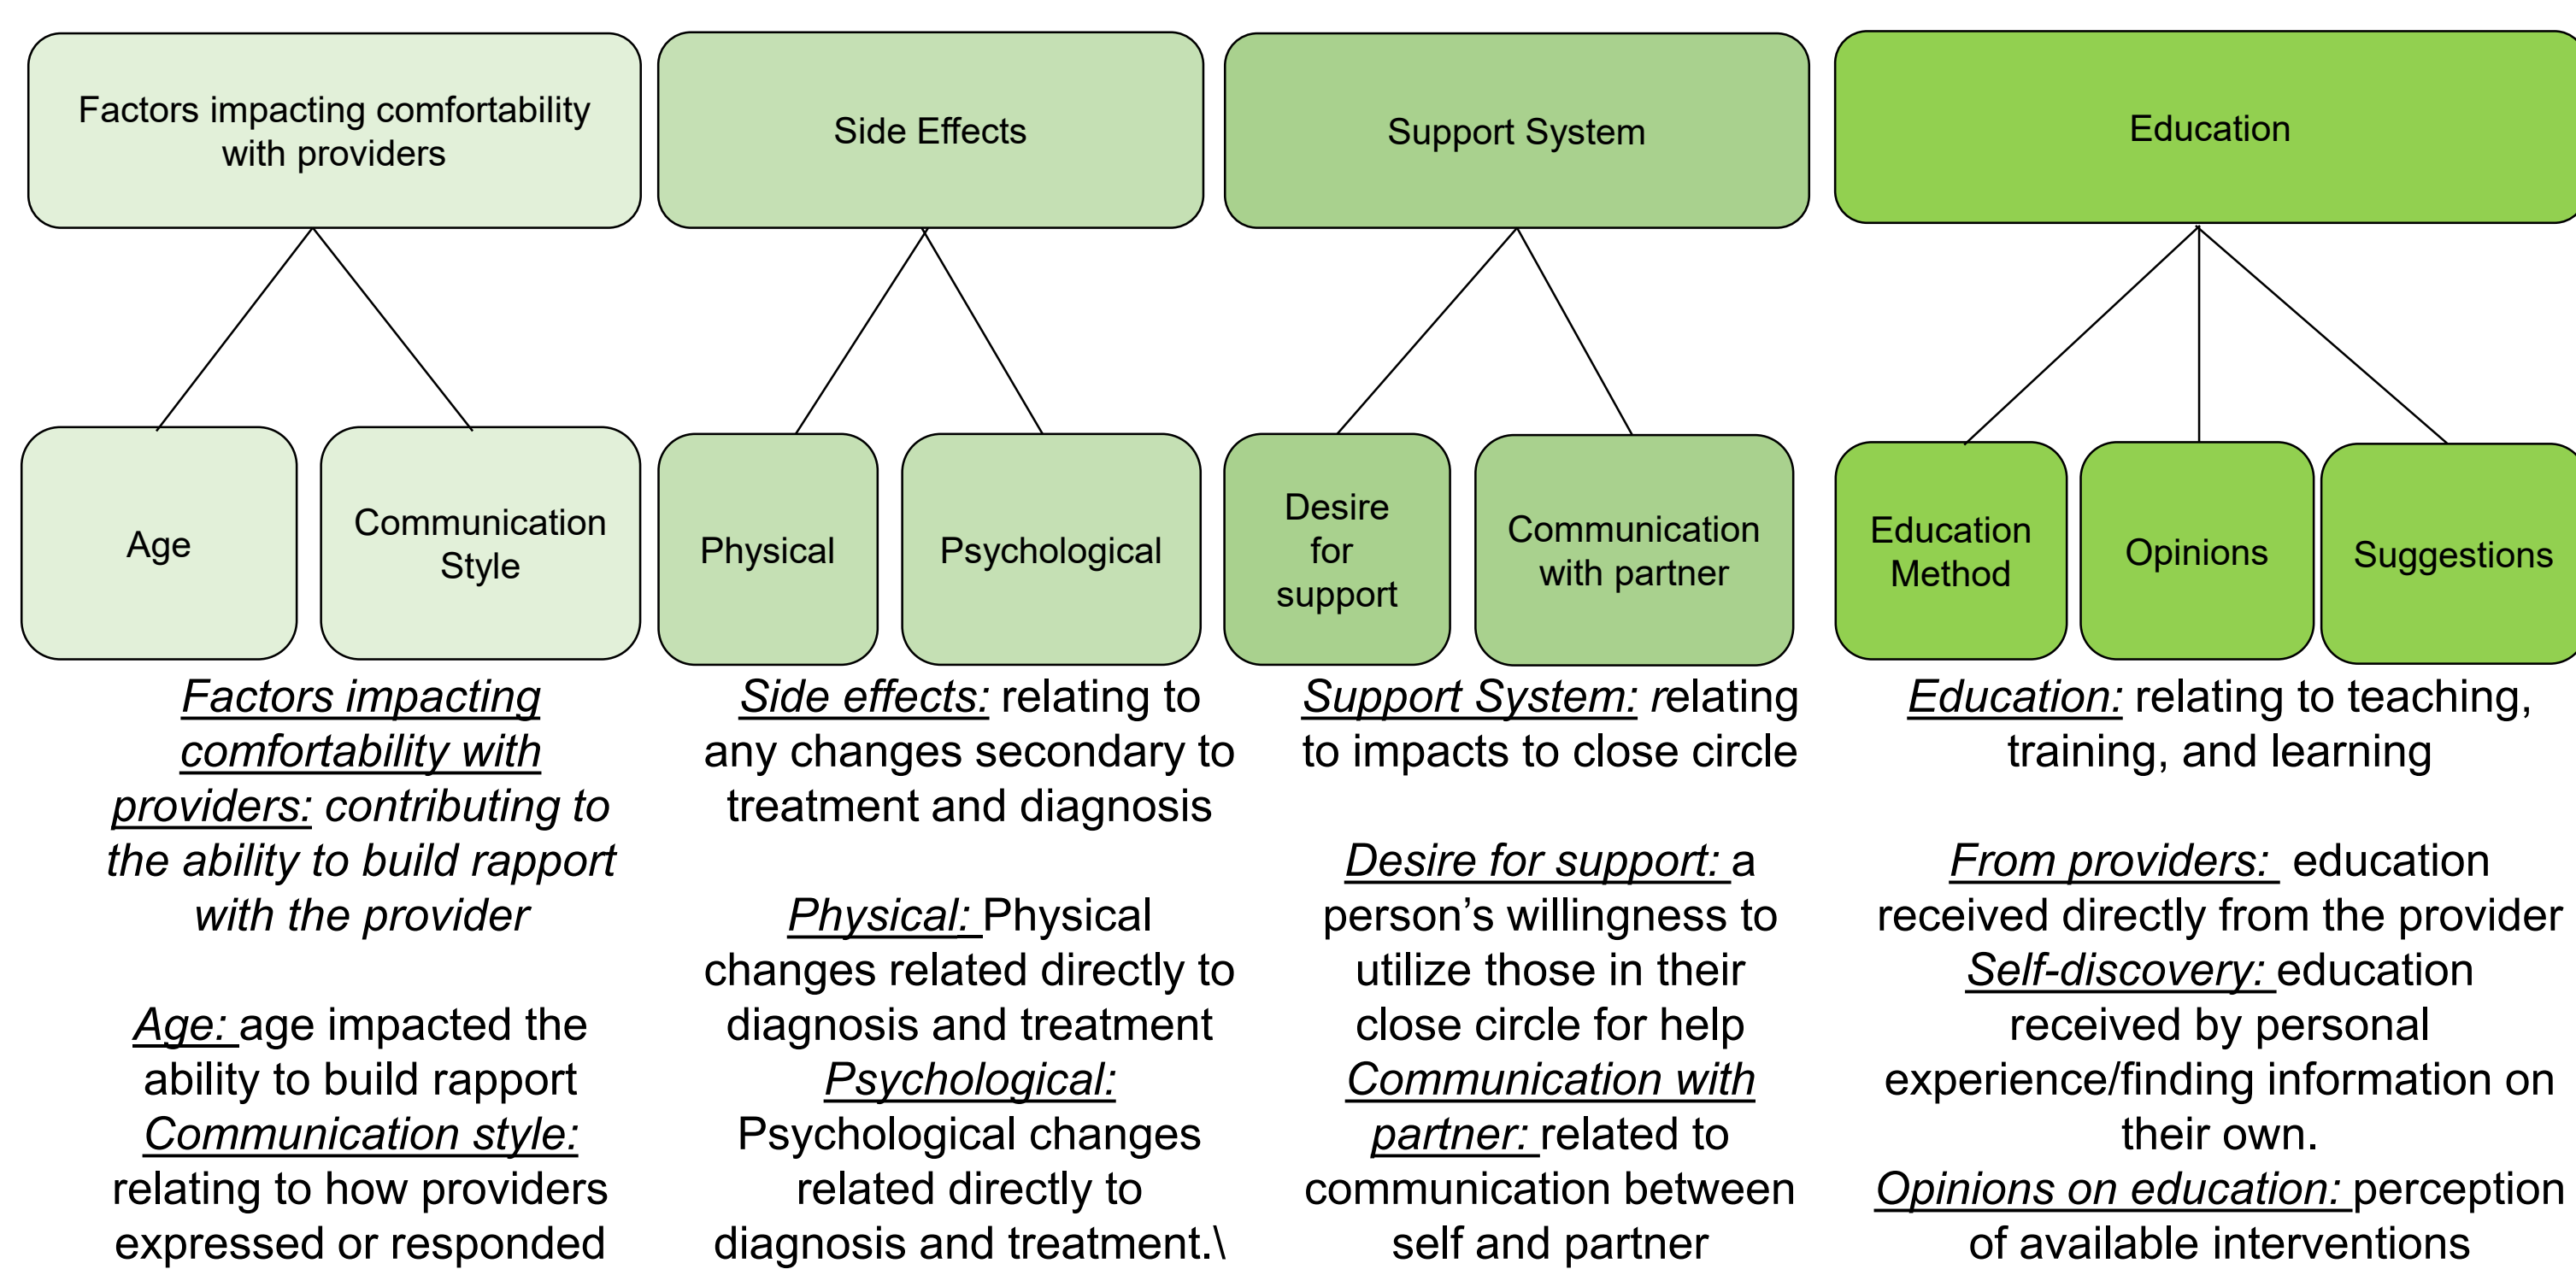 Factors impacting comfortability
with providers
Side Effects
Support System
Education
Age
Communication
Style
Physical
Psychological
Desire
for
support
Communication
with partner
Education
Method
Opinions
Suggestions
Factors impacting
comfortability with
providers: contributing to
the ability to build rapport
with the provider
Age: age impacted the
ability to build rapport
Communication style:
relating to how providers
expressed or responded
Side effects: relating to
any changes secondary to
treatment and diagnosis
Physical: Physical
changes related directly to
diagnosis and treatment
Psychological:
Psychological changes
related directly to
diagnosis and treatment.\
Support System: relating
to impacts to close circle
Desire for support: a
person’s willingness to
utilize those in their
close circle for help
Communication with
partner: related to
communication between
self and partner
Education: relating to teaching,
training, and learning
From providers: education
received directly from the provider
Self-discovery: education
received by personal
experience/finding information on
their own.
Opinions on education: perception
of available interventions